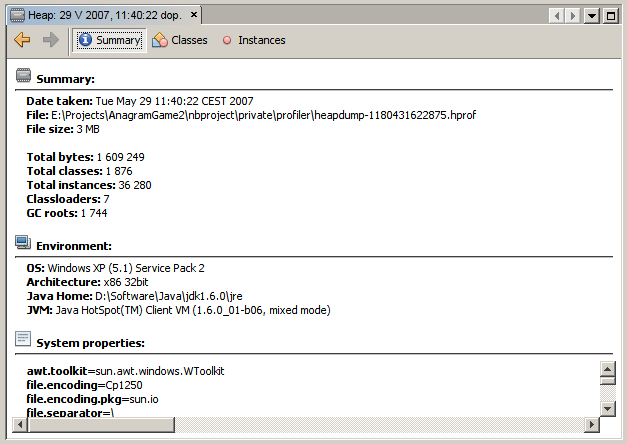 Heap: 29 V 2007, 11:40:22 dop.
Summary Classes Instances
Summary:
Date taken: Tue May 29 11:40:22 CEST 2007
File: E:\Projects\AnagramGame2\nbproject\private\profiler\heapdump-1180431622875.hprof
File size: 3 MB
Total bytes: 1 609 249
Total classes: 1 876
Total instances: 36 280
Classloaders: 7
GC roots: 1 744
Environment:
OS: Windows XP (5.1) Service Pack 2
Architecture: x86 32bit
Java Home: D:\Software\Java\jdk1.6.0\jre
JVM: Java HotSpot(TM) Client VM (1.6.0_01-b06, mixed mode)
System properties:
awt.toolkit=sun.awt.windows.WToolkit
file.encoding=Cp1250
file.encoding.pkg=sun.io
file.separator=\